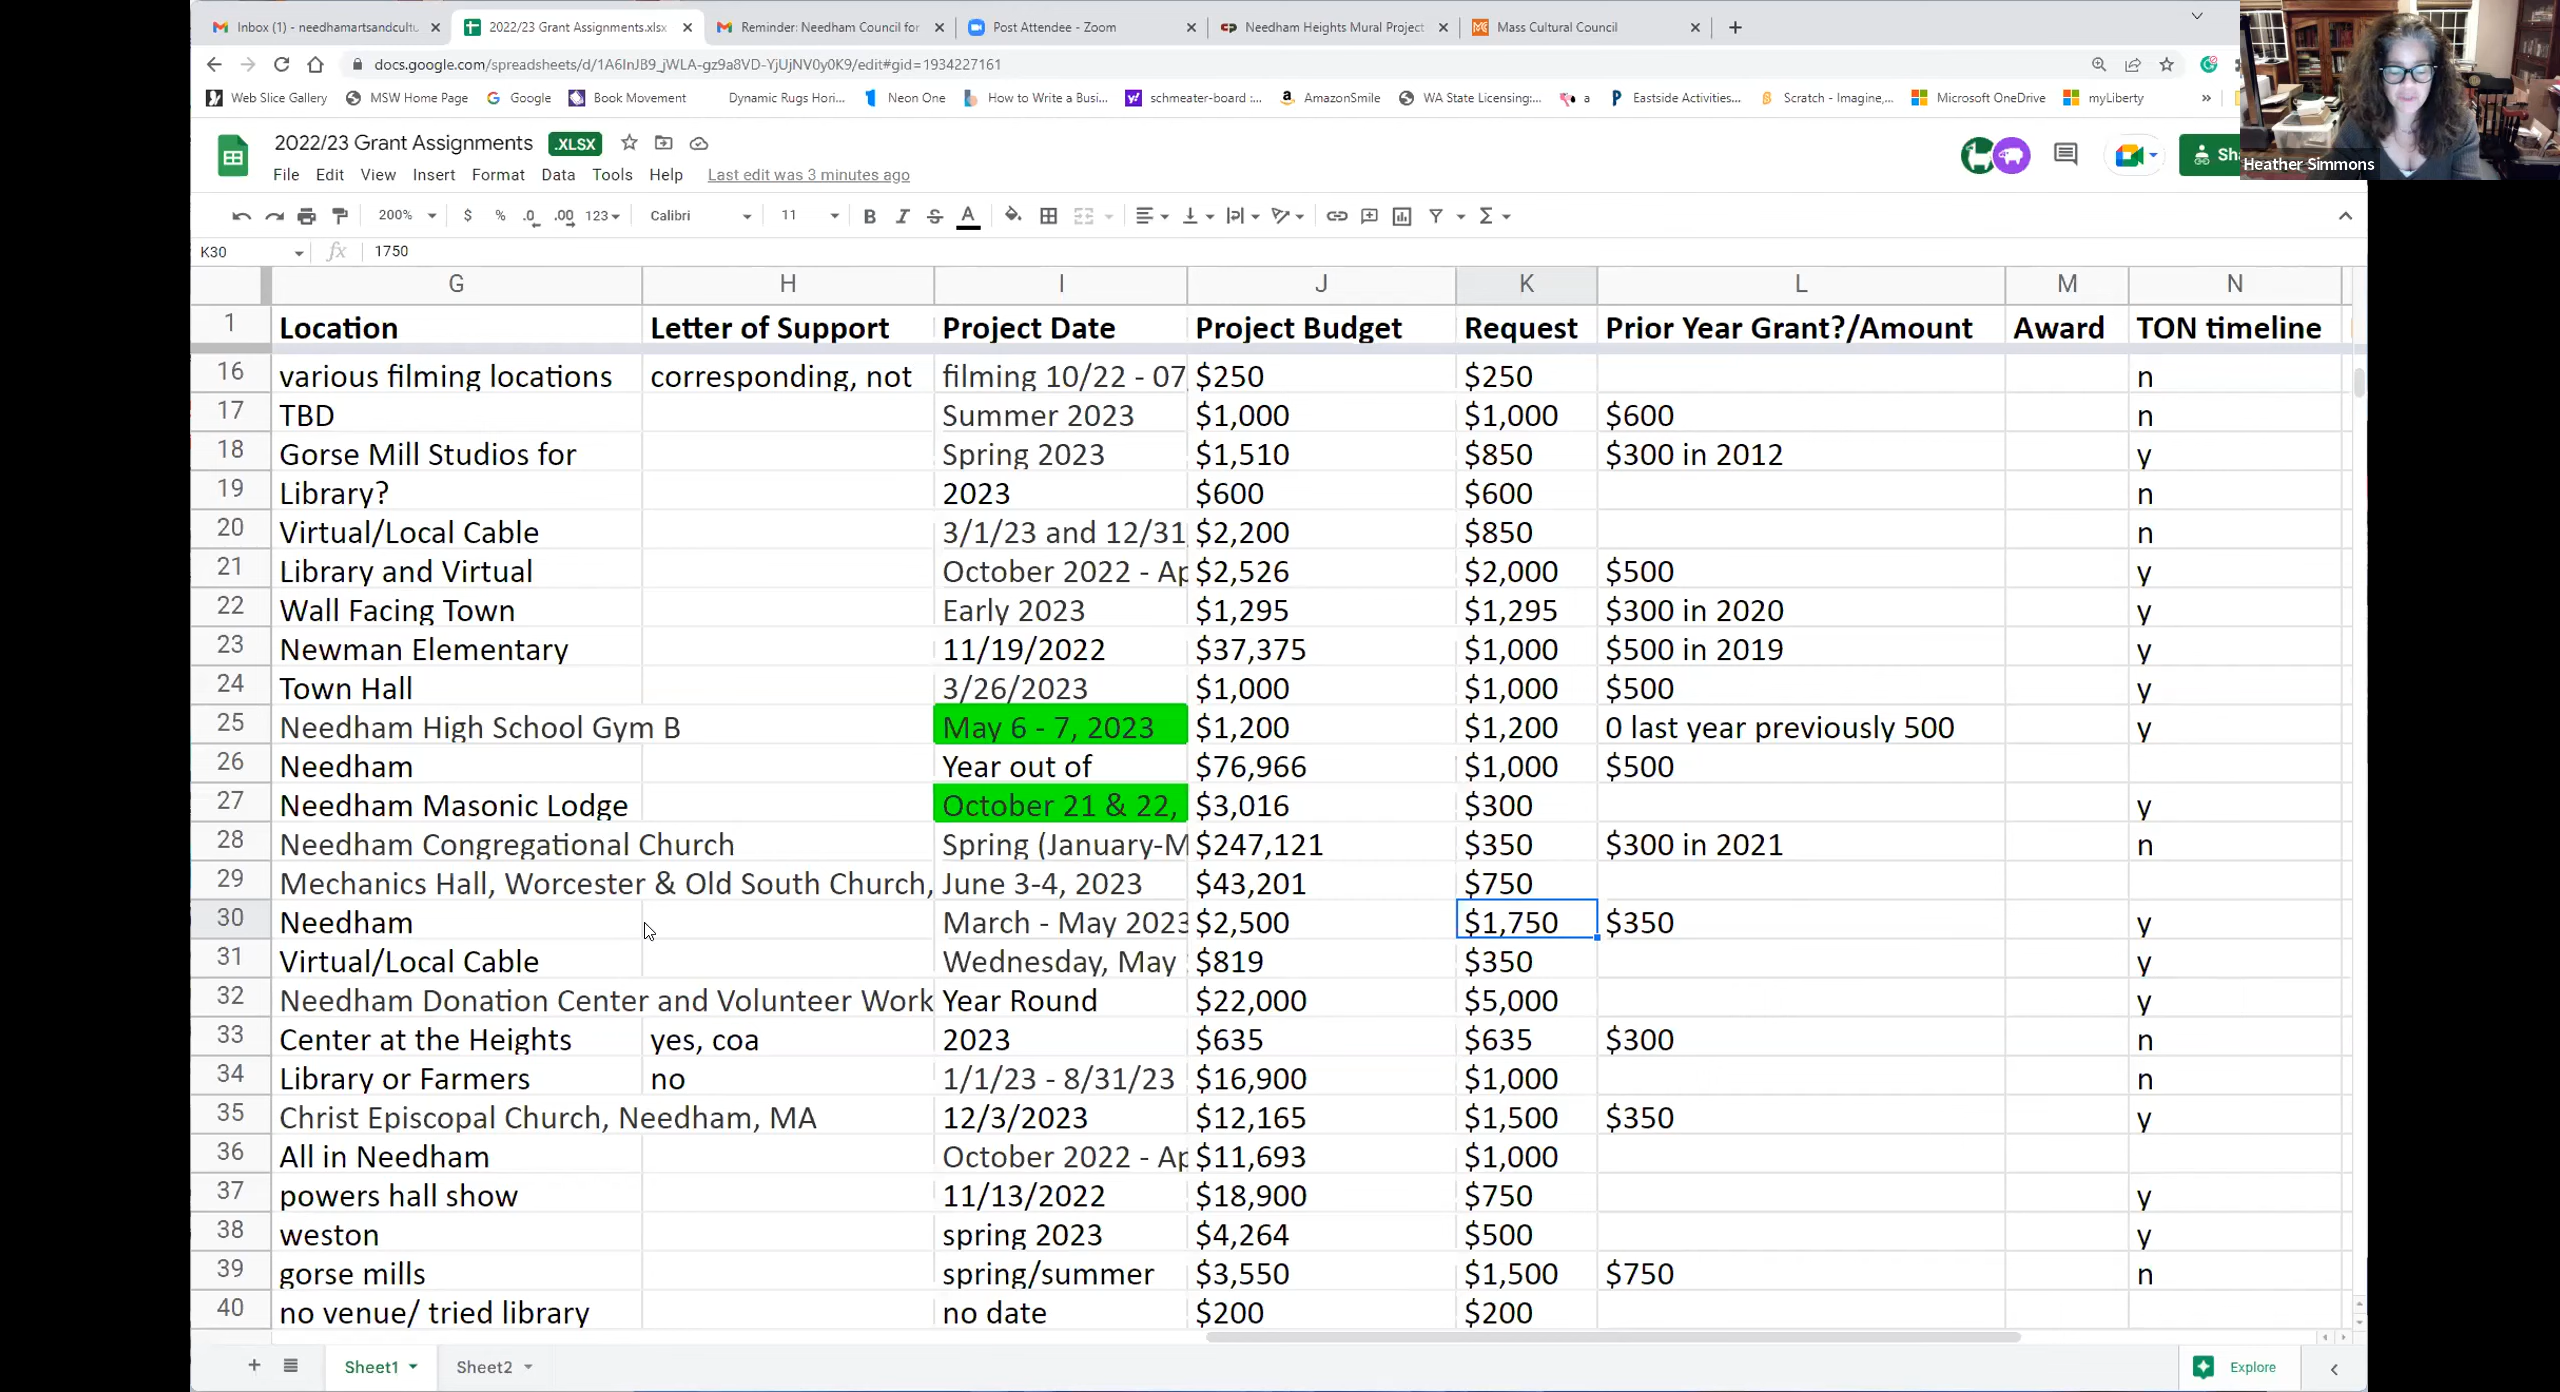 Inbox (1) - needhamartsandcultu
2022/23 Grant Assignments.xlsx
Reminder: Needham Council for
Post Attendee - Zoom
Needham Heights Mural Project
Mass Cultural Council
docs.google.com/spreadsheets/d/1A6InJB9_jWLA-gz9a8VD-YjUjNV0y0K9/edit#gid=1934227161
Web Slice Gallery MSW Home Page Google Book Movement Dynamic Rugs Hori... Neon One How to Write a Busi... schmeater-board :... AmazonSmile WA State Licensing:... a Eastside Activities... Scratch - Imagine,... Microsoft OneDrive myLiberty »
Heather Simmons
2022/23 Grant Assignments .XLSX
File Edit View Insert Format Data Tools Help Last edit was 3 minutes ago
Sha
200% $ % .0 .00 123 Calibri 11 B I S A
K30 fx 1750
G H I J K L M N
1 Location Letter of Support Project Date Project Budget Request Prior Year Grant?/Amount Award TON timeline
16 various filming locations corresponding, not filming 10/22 - 07 $250 $250 n
17 TBD Summer 2023 $1,000 $1,000 $600 n
18 Gorse Mill Studios for Spring 2023 $1,510 $850 $300 in 2012 y
19 Library? 2023 $600 $600 n
20 Virtual/Local Cable 3/1/23 and 12/31 $2,200 $850 n
21 Library and Virtual October 2022 - Ap $2,526 $2,000 $500 y
22 Wall Facing Town Early 2023 $1,295 $1,295 $300 in 2020 y
23 Newman Elementary 11/19/2022 $37,375 $1,000 $500 in 2019 y
24 Town Hall 3/26/2023 $1,000 $1,000 $500 y
25 Needham High School Gym B May 6 - 7, 2023 $1,200 $1,200 0 last year previously 500 y
26 Needham Year out of $76,966 $1,000 $500
27 Needham Masonic Lodge October 21 & 22, $3,016 $300 y
28 Needham Congregational Church Spring (January-M $247,121 $350 $300 in 2021 n
29 Mechanics Hall, Worcester & Old South Church, June 3-4, 2023 $43,201 $750
30 Needham March - May 2023 $2,500 $1,750 $350 y
31 Virtual/Local Cable Wednesday, May $819 $350 y
32 Needham Donation Center and Volunteer Work Year Round $22,000 $5,000 y
33 Center at the Heights yes, coa 2023 $635 $635 $300 n
34 Library or Farmers no 1/1/23 - 8/31/23 $16,900 $1,000 n
35 Christ Episcopal Church, Needham, MA 12/3/2023 $12,165 $1,500 $350 y
36 All in Needham October 2022 - Ap $11,693 $1,000
37 powers hall show 11/13/2022 $18,900 $750 y
38 weston spring 2023 $4,264 $500 y
39 gorse mills spring/summer $3,550 $1,500 $750 n
40 no venue/ tried library no date $200 $200
Sheet1 Sheet2 Explore